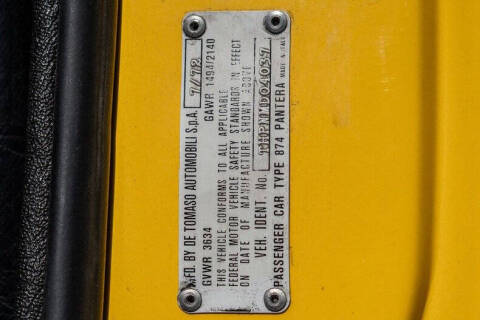 MFD. BY DE TOMASO AUTOMOBILI S.p.A. 7/72
GVWR 3634 GAWR 1494/2140
THIS VEHICLE CONFORMS TO ALL APPLICABLE
FEDERAL MOTOR VEHICLE SAFETY STANDARDS IN EFFECT
ON DATE OF MANUFACTURE SHOWN ABOVE
VEH. IDENT. No. THPNMD04037
PASSENGER CAR TYPE 874 PANTERA MADE IN ITALY